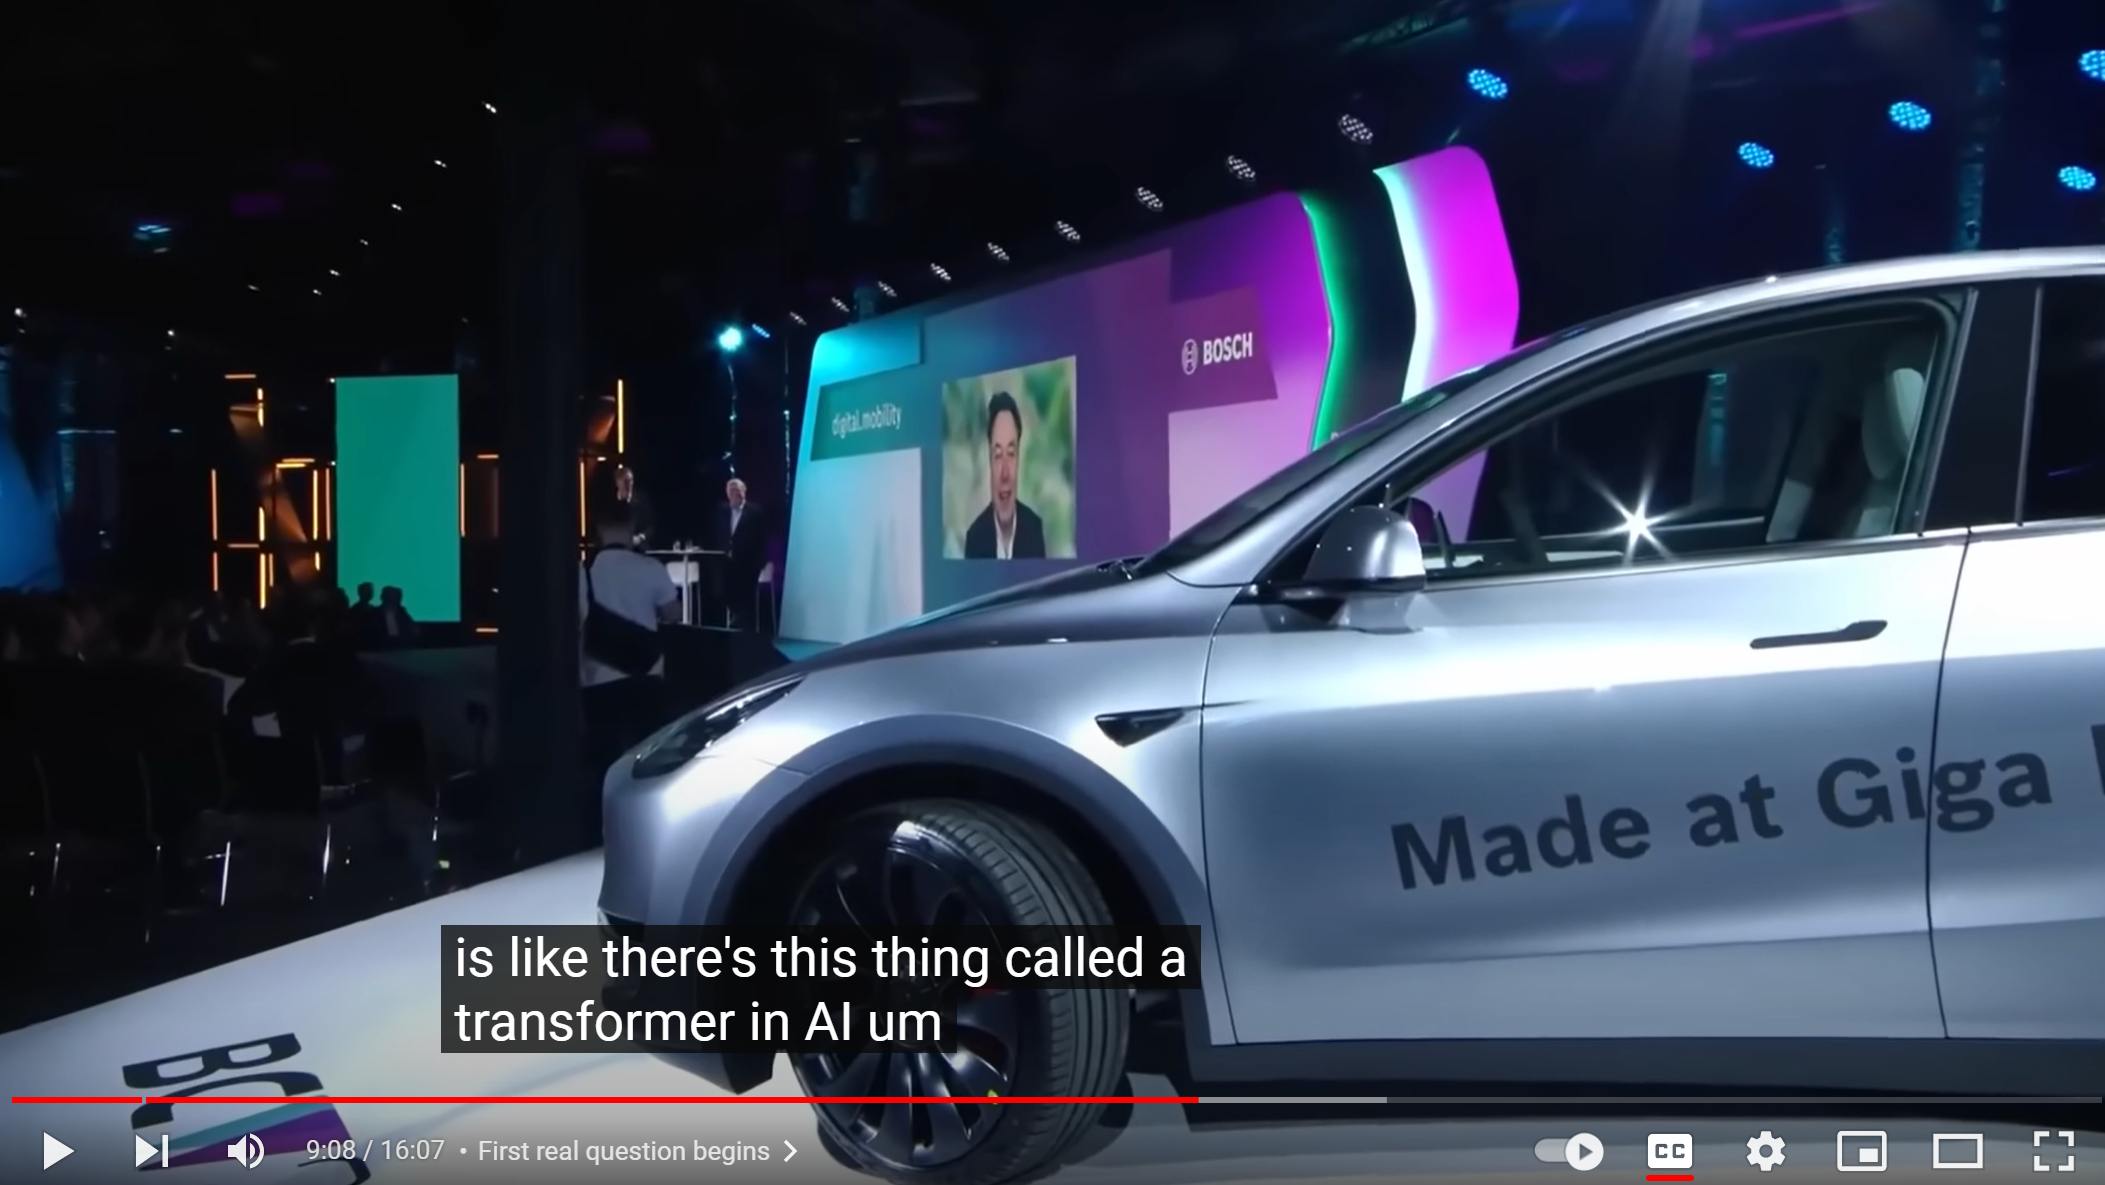 BOSCH
digital.mobility
Made at Giga
is like there's this thing called a
transformer in AI um
9:08 / 16:07 • First real question begins
CC